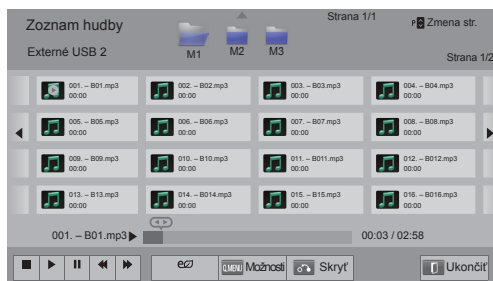 Zoznam hudby
Strana 1/1
P Zmena str.
Externé USB 2
M1
M2
M3
Strana 1/2
001. – B01.mp3
00:00
002. – B02.mp3
00:00
003. – B03.mp3
00:00
004. – B04.mp3
00:00
005. – B05.mp3
00:00
006. – B06.mp3
00:00
007. – B07.mp3
00:00
008. – B08.mp3
00:00
009. – B09.mp3
00:00
010. – B10.mp3
00:00
011. – B011.mp3
00:00
012. – B012.mp3
00:00
013. – B13.mp3
00:00
014. – B014.mp3
00:00
015. – B15.mp3
00:00
016. – B016.mp3
00:00
001. – B01.mp3
00:03 / 02:58
Q.MENU Možnosti
Skryť
Ukončiť